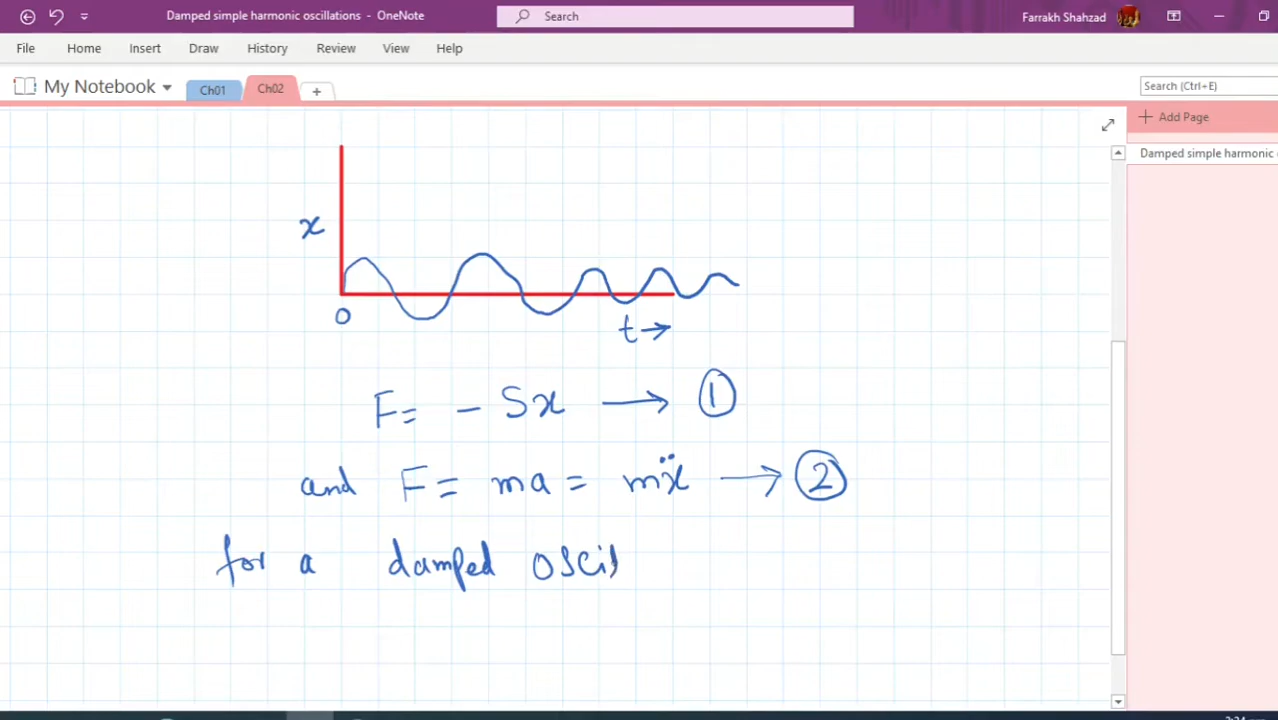 Damped simple harmonic oscillations - OneNote
Search
Farrakh Shahzad
File Home Insert Draw History Review View Help
My Notebook
Ch01
Ch02
+
Search (Ctrl+E)
Add Page
Damped simple harmonic
x
0
t →
F = - Sx → ①
and F = ma = mẍ → ②
for a damped oscil